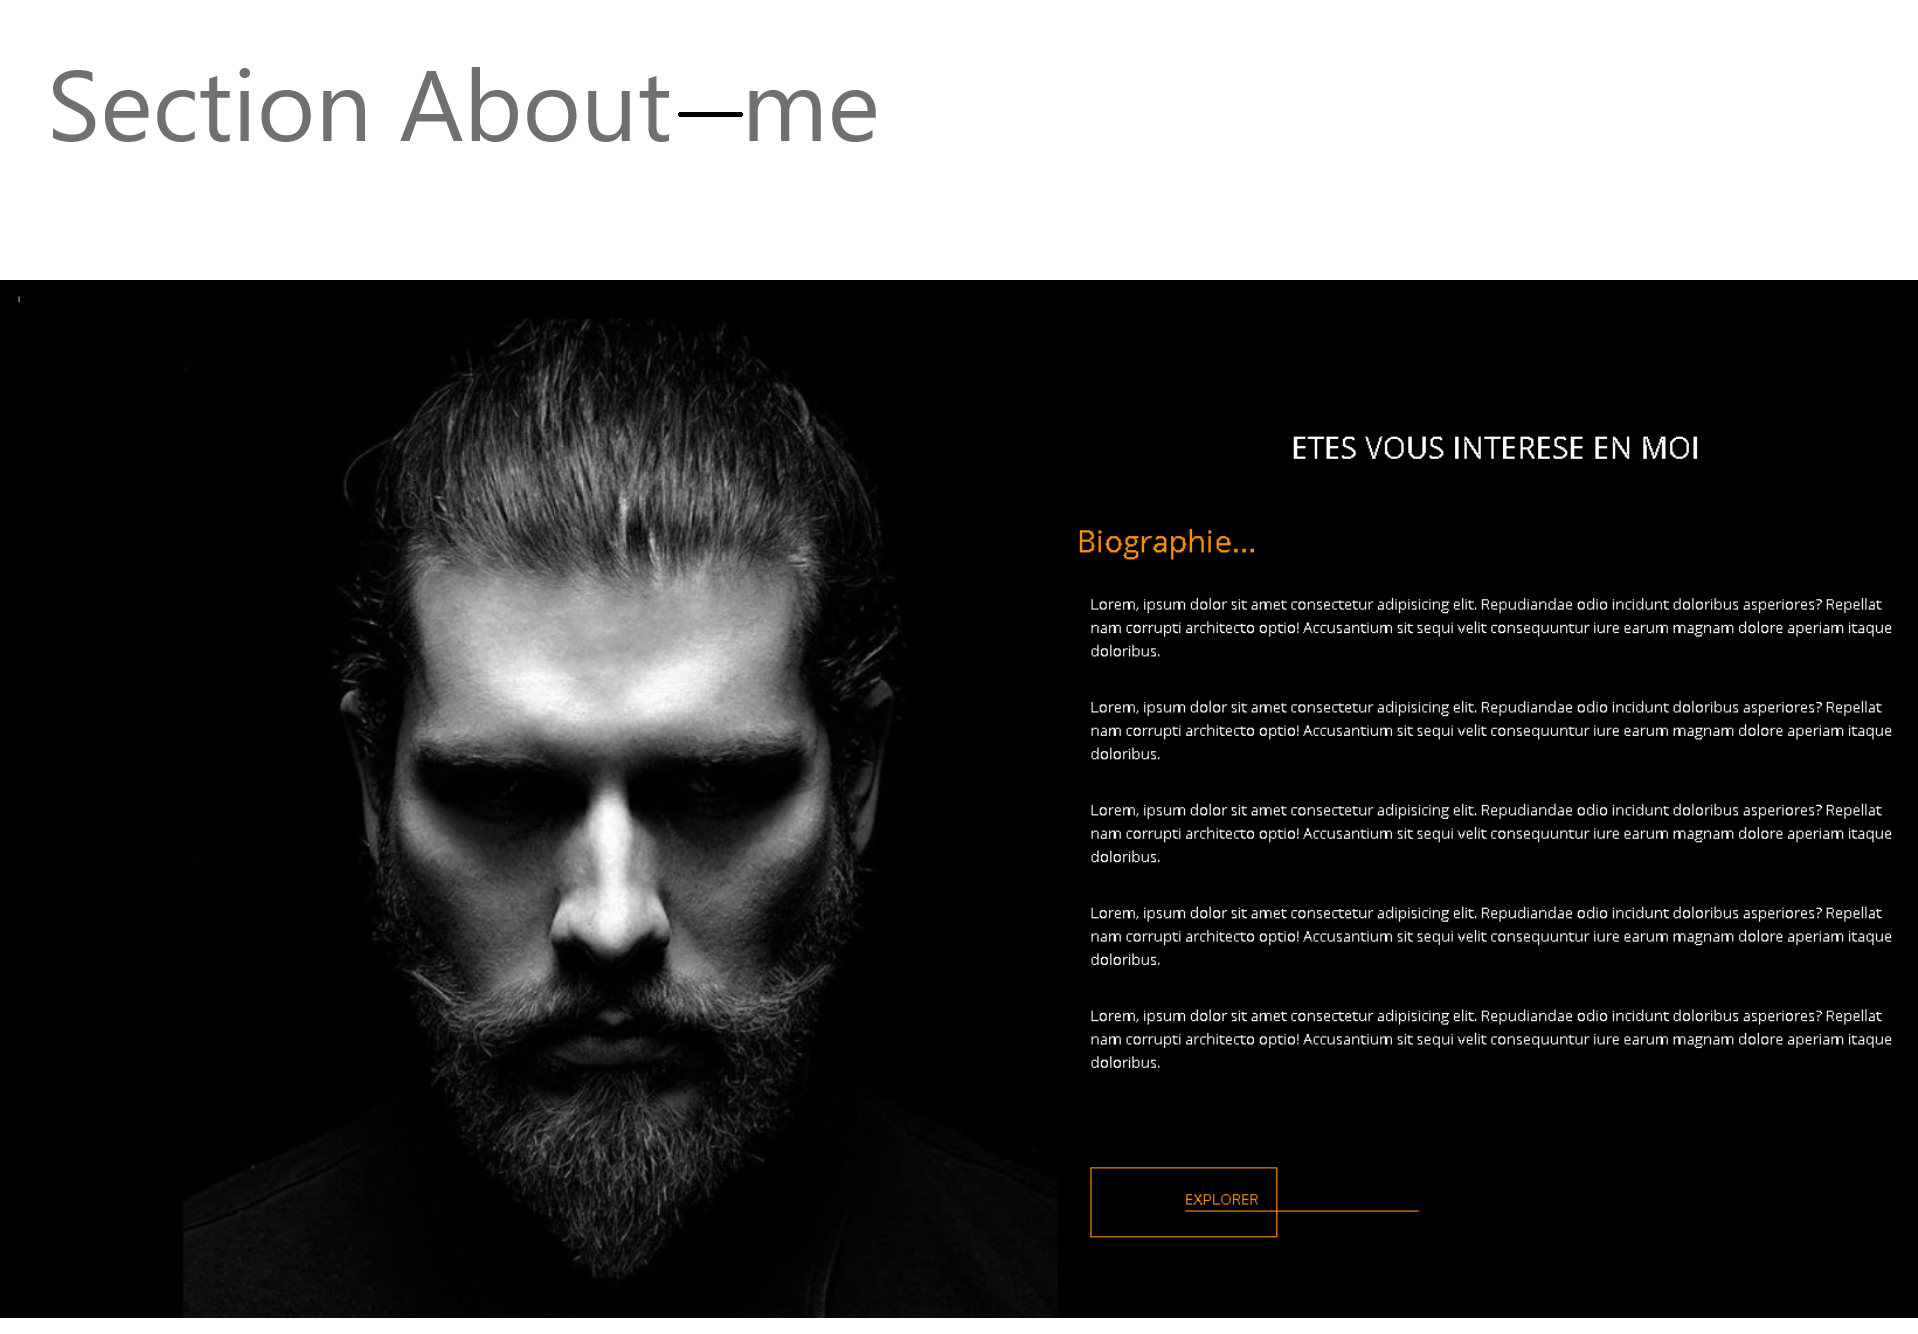 Section About—me
ETES VOUS INTERESE EN MOI
Biographie...
Lorem, ipsum dolor sit amet consectetur adipisicing elit. Repudiandae odio incidunt doloribus asperiores? Repellat
nam corrupti architecto optio! Accusantium sit sequi velit consequuntur iure earum magnam dolore aperiam itaque
doloribus.
Lorem, ipsum dolor sit amet consectetur adipisicing elit. Repudiandae odio incidunt doloribus asperiores? Repellat
nam corrupti architecto optio! Accusantium sit sequi velit consequuntur iure earum magnam dolore aperiam itaque
doloribus.
Lorem, ipsum dolor sit amet consectetur adipisicing elit. Repudiandae odio incidunt doloribus asperiores? Repellat
nam corrupti architecto optio! Accusantium sit sequi velit consequuntur iure earum magnam dolore aperiam itaque
doloribus.
Lorem, ipsum dolor sit amet consectetur adipisicing elit. Repudiandae odio incidunt doloribus asperiores? Repellat
nam corrupti architecto optio! Accusantium sit sequi velit consequuntur iure earum magnam dolore aperiam itaque
doloribus.
Lorem, ipsum dolor sit amet consectetur adipisicing elit. Repudiandae odio incidunt doloribus asperiores? Repellat
nam corrupti architecto optio! Accusantium sit sequi velit consequuntur iure earum magnam dolore aperiam itaque
doloribus.
EXPLORER